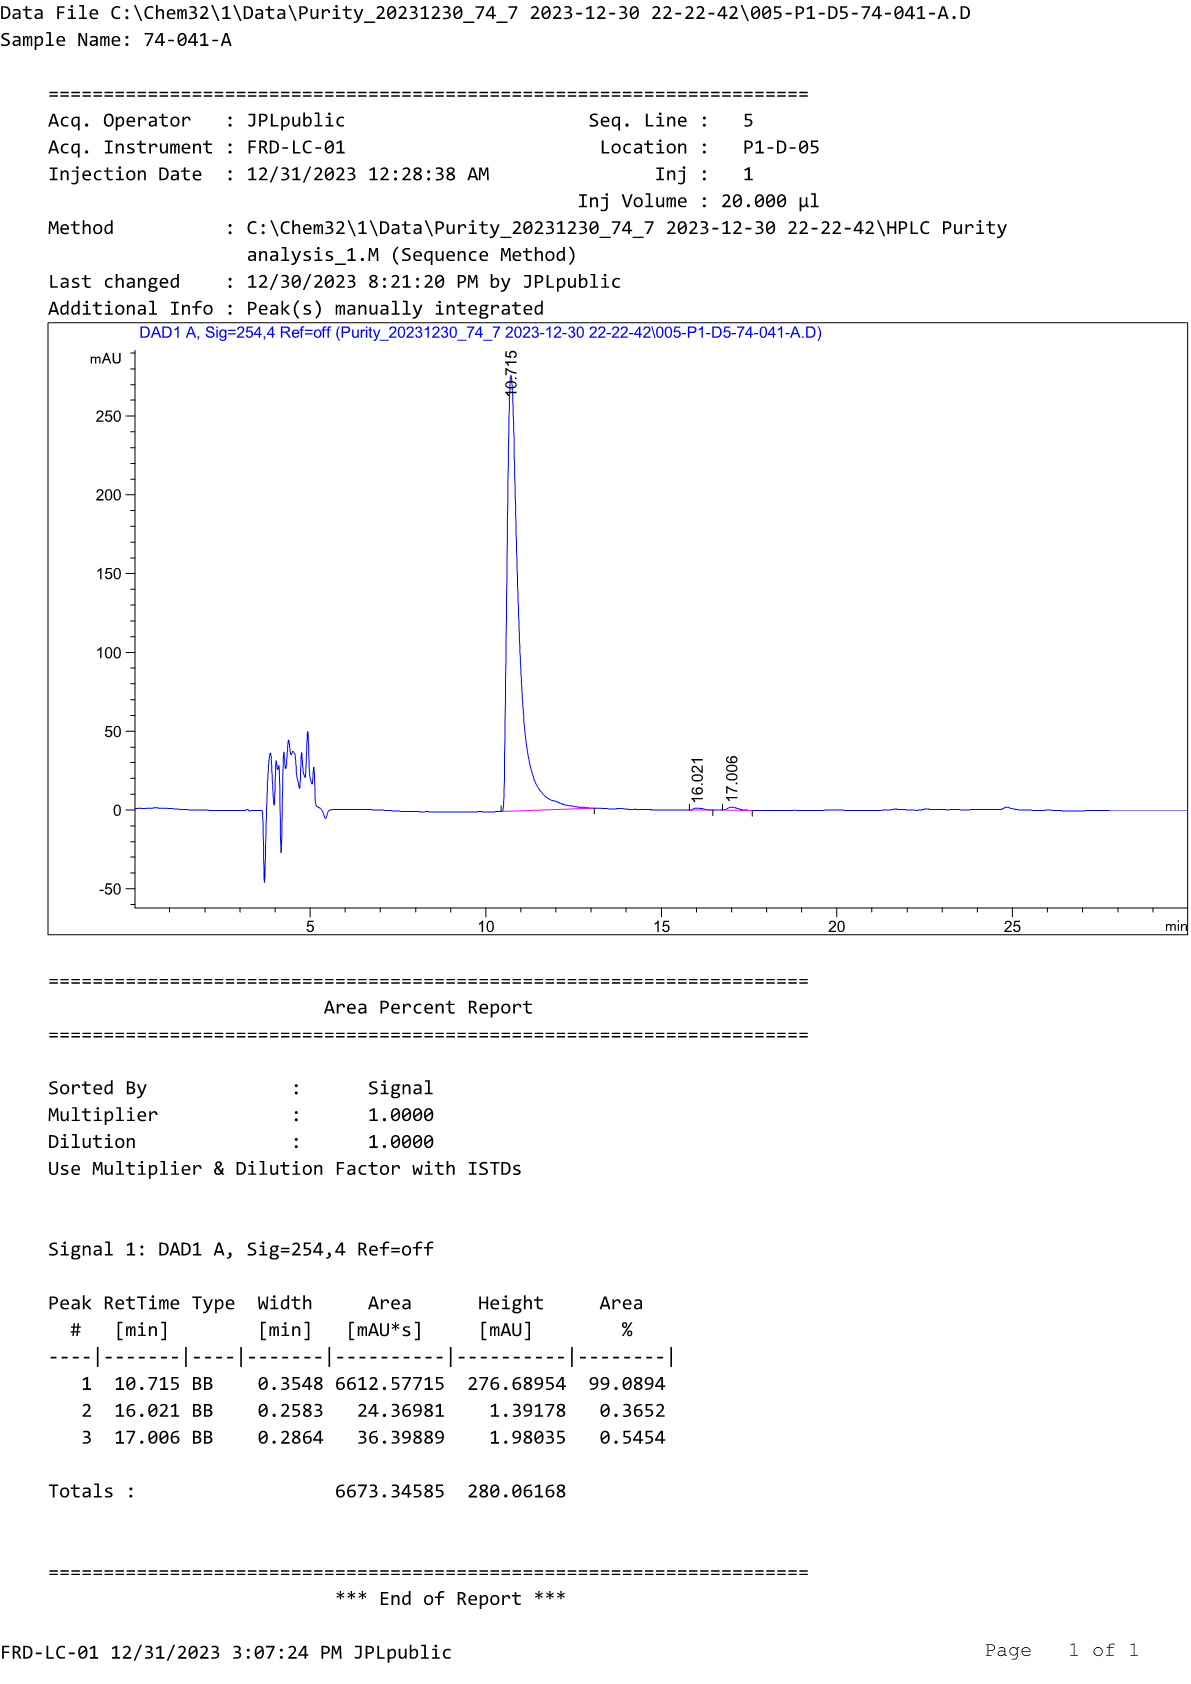 Data File C:\Chem32\1\Data\Purity_20231230_74_7 2023-12-30 22-22-42\005-P1-D5-74-041-A.D
Sample Name: 74-041-A
=====================================================================
Acq. Operator   : JPLpublic                      Seq. Line :   5
Acq. Instrument : FRD-LC-01                       Location :   P1-D-05
Injection Date  : 12/31/2023 12:28:38 AM               Inj :   1
Inj Volume : 20.000 µl
Method          : C:\Chem32\1\Data\Purity_20231230_74_7 2023-12-30 22-22-42\HPLC Purity
analysis_1.M (Sequence Method)
Last changed    : 12/30/2023 8:21:20 PM by JPLpublic
Additional Info : Peak(s) manually integrated
DAD1 A, Sig=254,4 Ref=off (Purity_20231230_74_7 2023-12-30 22-22-42\005-P1-D5-74-041-A.D)
mAU
250
200
150
100
50
0
-50
10.715
16.021
17.006
5 10 15 20 25 min
=====================================================================
Area Percent Report
=====================================================================
Sorted By             :      Signal
Multiplier            :      1.0000
Dilution              :      1.0000
Use Multiplier & Dilution Factor with ISTDs
Signal 1: DAD1 A, Sig=254,4 Ref=off
Peak RetTime Type  Width     Area      Height     Area
#   [min]        [min]   [mAU*s]     [mAU]        %
----|-------|----|-------|----------|----------|--------|
1  10.715 BB    0.3548 6612.57715  276.68954  99.0894
2  16.021 BB    0.2583   24.36981    1.39178   0.3652
3  17.006 BB    0.2864   36.39889    1.98035   0.5454
Totals :                  6673.34585  280.06168
=====================================================================
*** End of Report ***
FRD-LC-01 12/31/2023 3:07:24 PM JPLpublic
Page   1 of 1